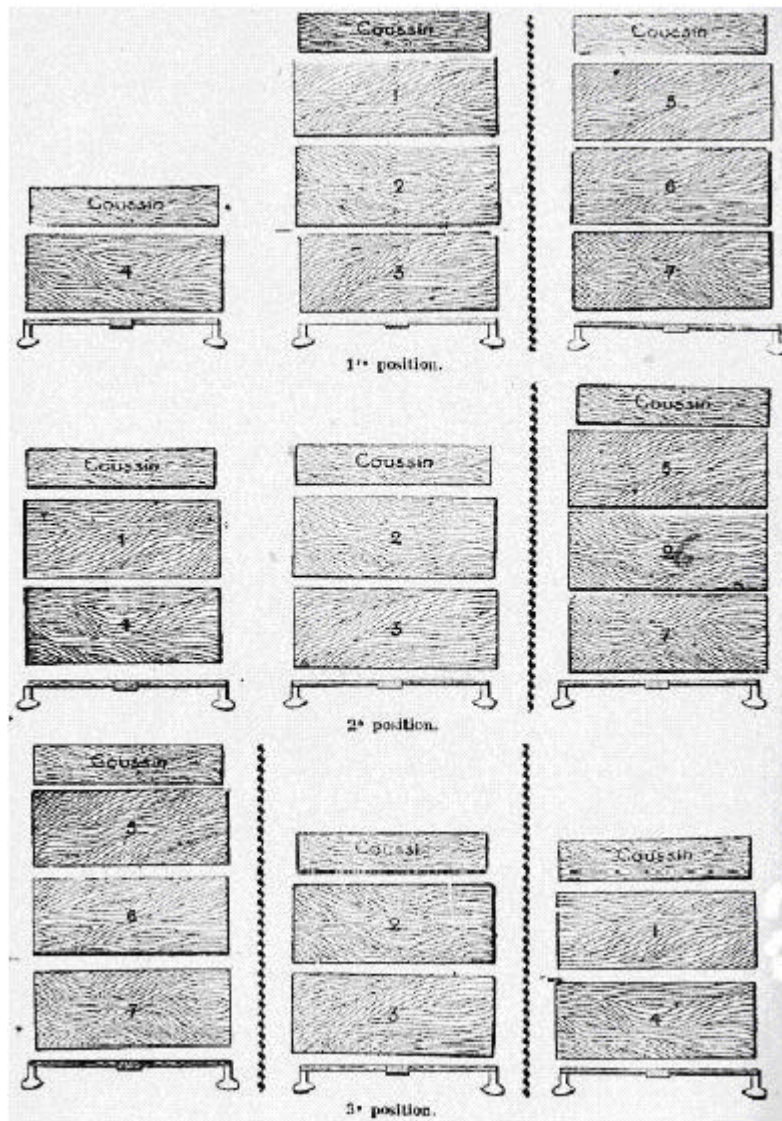 Coussin Coussin
1 5
2 6
Coussin
4 3 7
1re position.
Coussin
Coussin Coussin 5
1 2 6
4 3 7
2e position.
Coussin
5 Coussin Coussin
6 2 1
7 3 4
3e position.